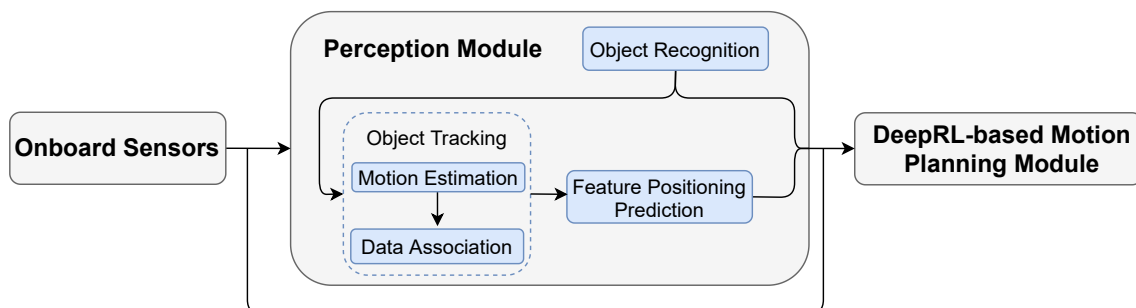 Perception Module
Object Recognition
Onboard Sensors
Object Tracking
Motion Estimation
Data Association
Feature Positioning
Prediction
DeepRL-based Motion
Planning Module